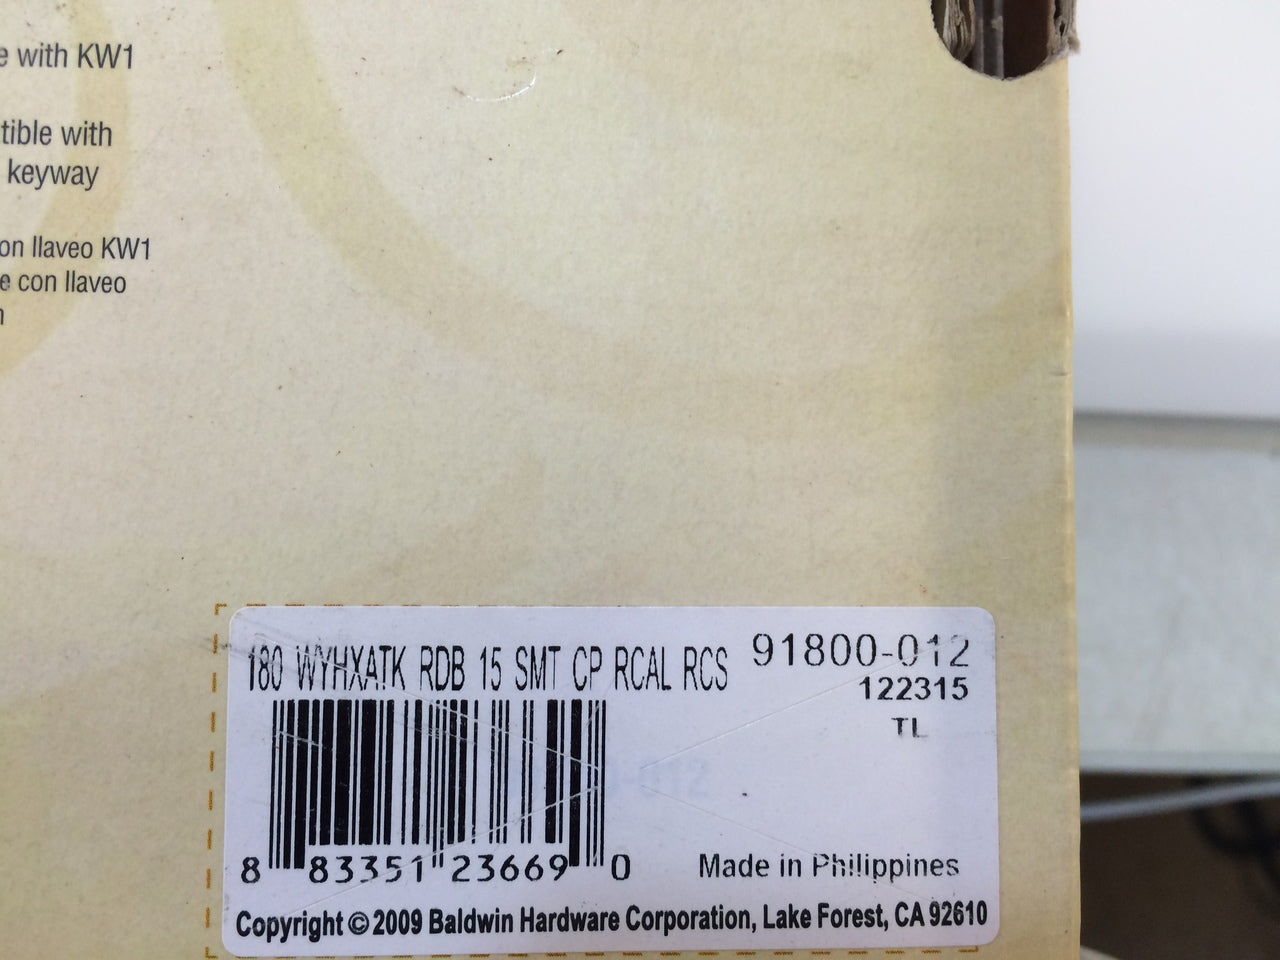 e with KW1
tible with
keyway
on llaveo KW1
e con llaveo
n
180 WYHXATK RDB 15 SMT CP RCAL RCS
91800-012
122315
TL
8 83351 23669 0
Made in Philippines
Copyright © 2009 Baldwin Hardware Corporation, Lake Forest, CA 92610